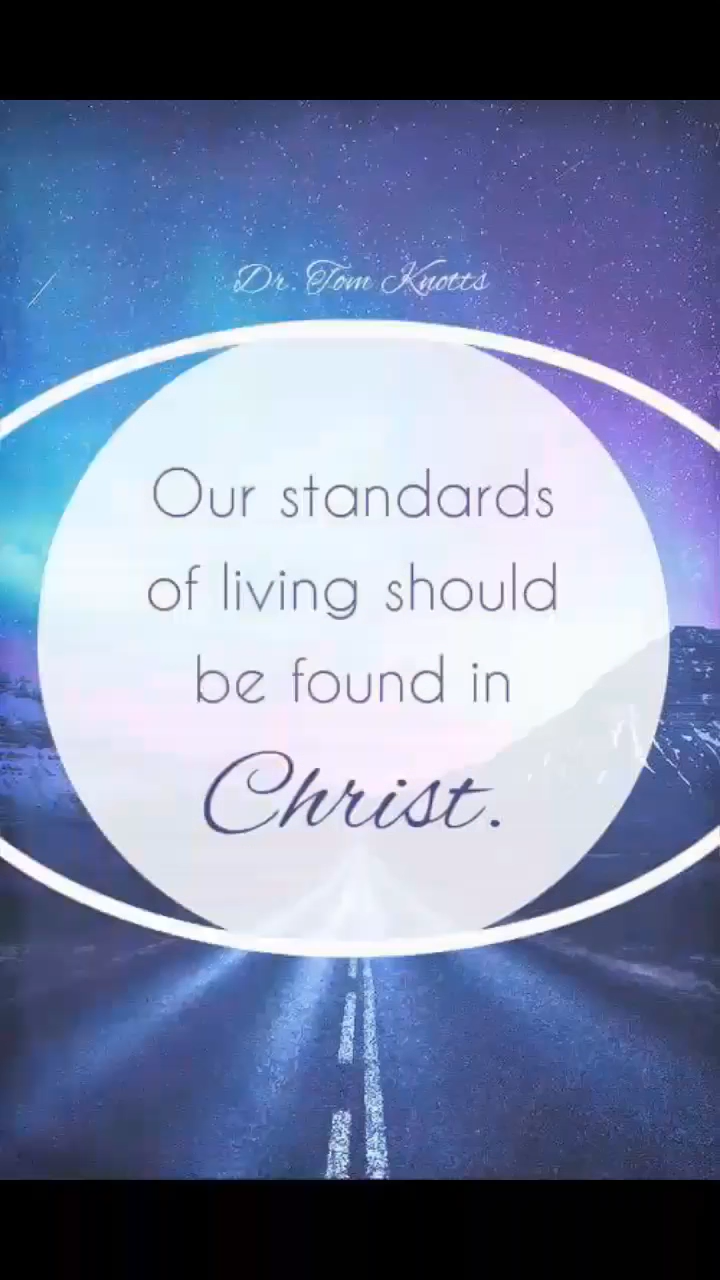 Dr. Tom Knotts
Our standards
of living should
be found in
Christ.